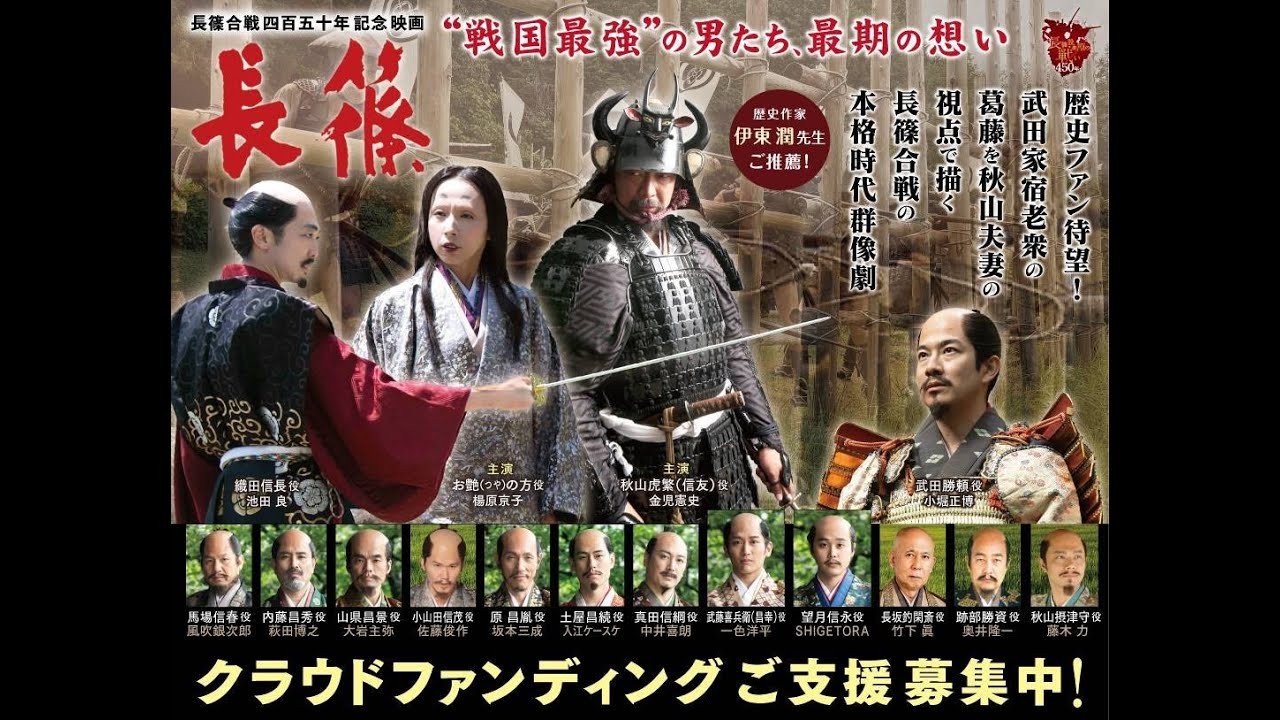 長篠合戦四百五十年記念映画
長篠
“戦国最強”の男たち、最期の想い
長篠設楽原の
戦い
450年
歴史作家
伊東 潤先生
ご推薦！
歴史ファン待望！
武田家宿老衆の
葛藤を秋山夫妻の
視点で描く
長篠合戦の
本格時代群像劇
織田信長役
池田 良
主演
お艶(つや)の方役
楊原京子
主演
秋山虎繁(信友)役
金児憲史
武田勝頼役
小堀正博
馬場信春役
風吹銀次郎
内藤昌秀役
萩田博之
山県昌景役
大岩主弥
小山田信茂役
佐藤俊作
原 昌胤役
坂本三成
土屋昌続役
入江ケースケ
真田信綱役
中井喜朗
武藤喜兵衛(昌幸)役
一色洋平
望月信永役
SHIGETORA
長坂釣閑斎役
竹下 眞
跡部勝資役
奥井隆一
秋山摂津守役
藤木 力
クラウドファンディング ご支援 募集中！